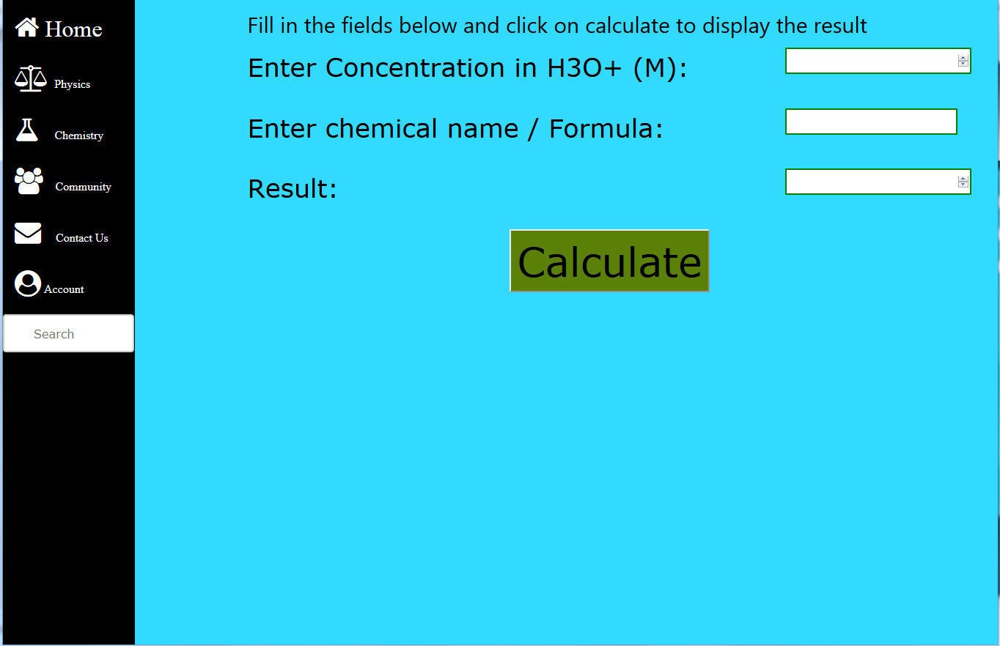 Home
Physics
Chemistry
Community
Contact Us
Account
Search
Fill in the fields below and click on calculate to display the result
Enter Concentration in H3O+ (M):
Enter chemical name / Formula:
Result:
Calculate